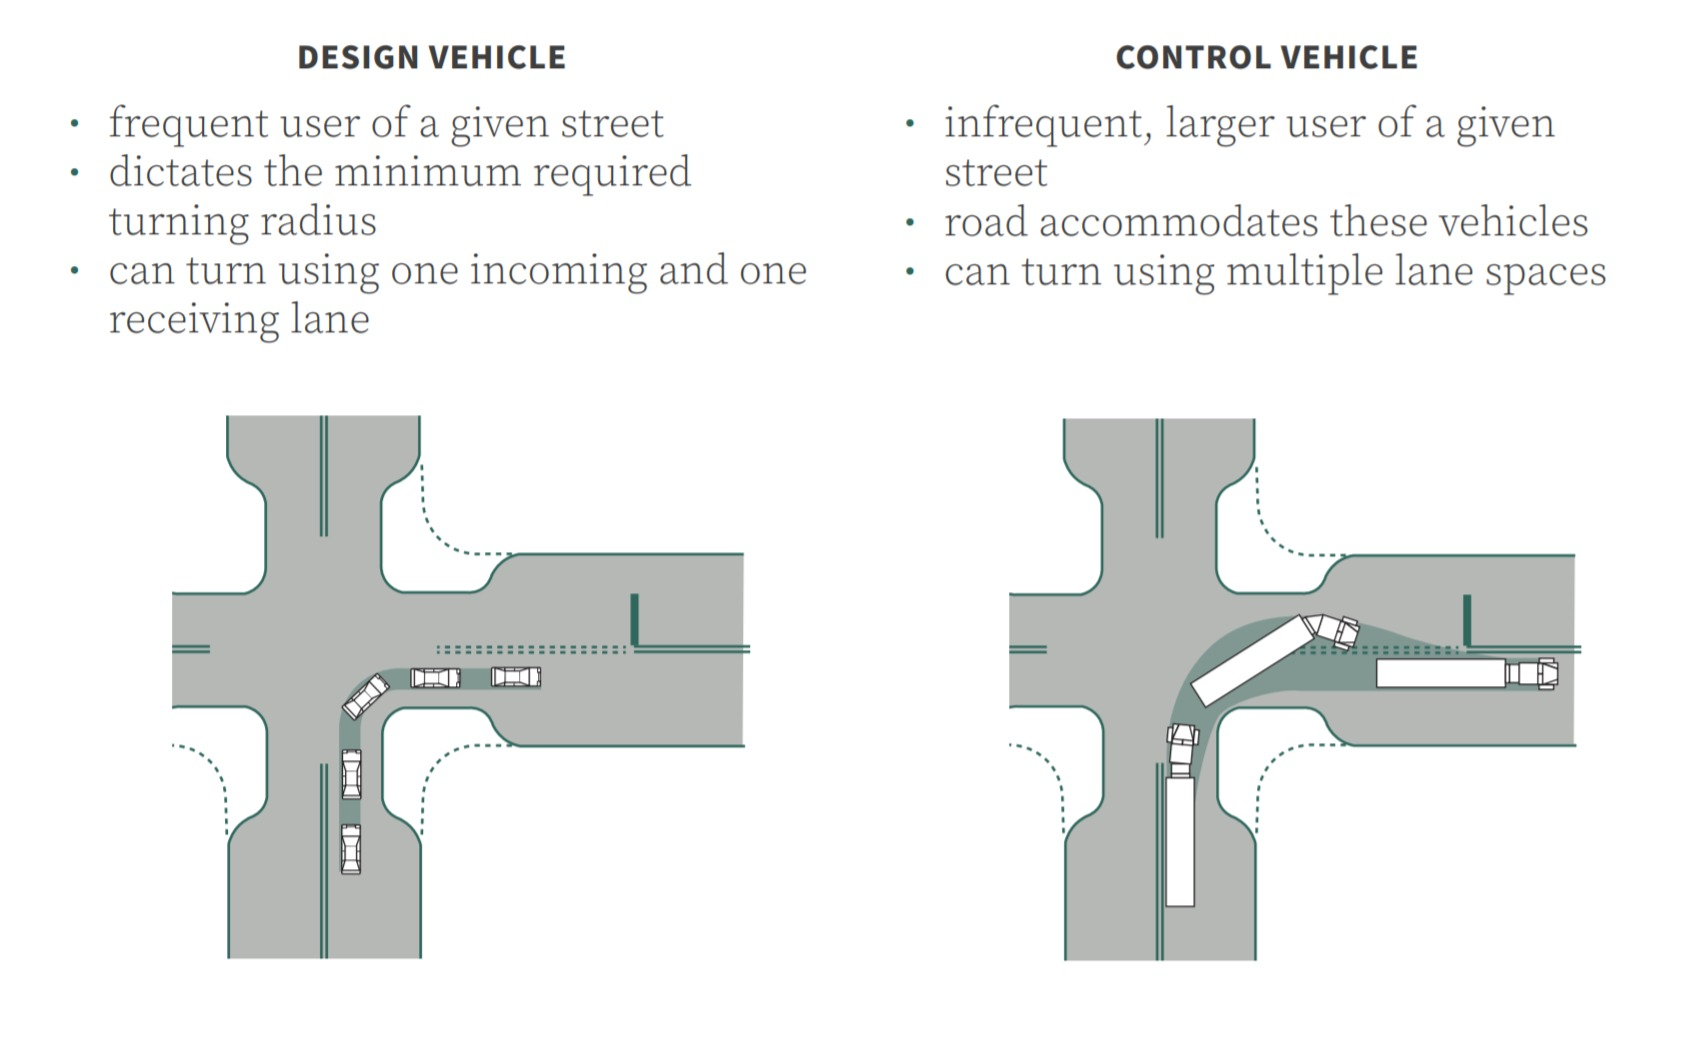 DESIGN VEHICLE
• frequent user of a given street
• dictates the minimum required
turning radius
• can turn using one incoming and one
receiving lane
CONTROL VEHICLE
• infrequent, larger user of a given
street
• road accommodates these vehicles
• can turn using multiple lane spaces